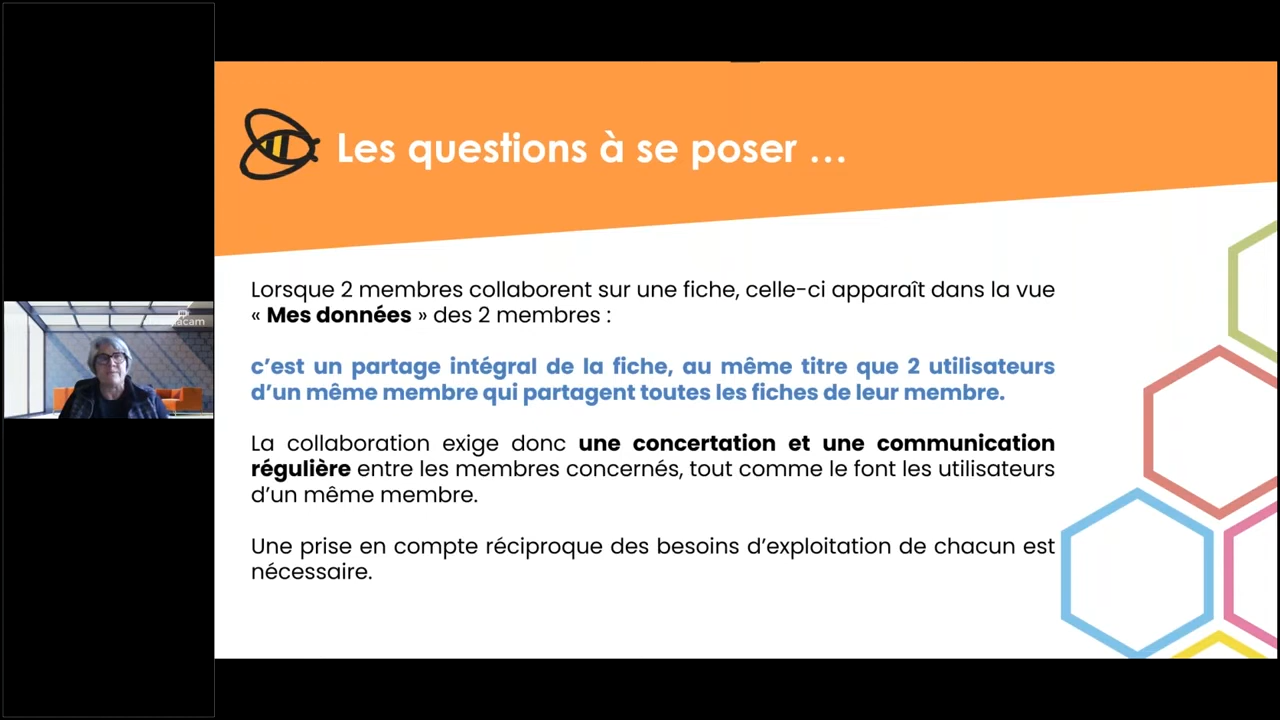 Les questions à se poser ...
Lorsque 2 membres collaborent sur une fiche, celle-ci apparaît dans la vue
« Mes données » des 2 membres :
c'est un partage intégral de la fiche, au même titre que 2 utilisateurs
d'un même membre qui partagent toutes les fiches de leur membre.
La collaboration exige donc une concertation et une communication
régulière entre les membres concernés, tout comme le font les utilisateurs
d'un même membre.
Une prise en compte réciproque des besoins d'exploitation de chacun est
nécessaire.